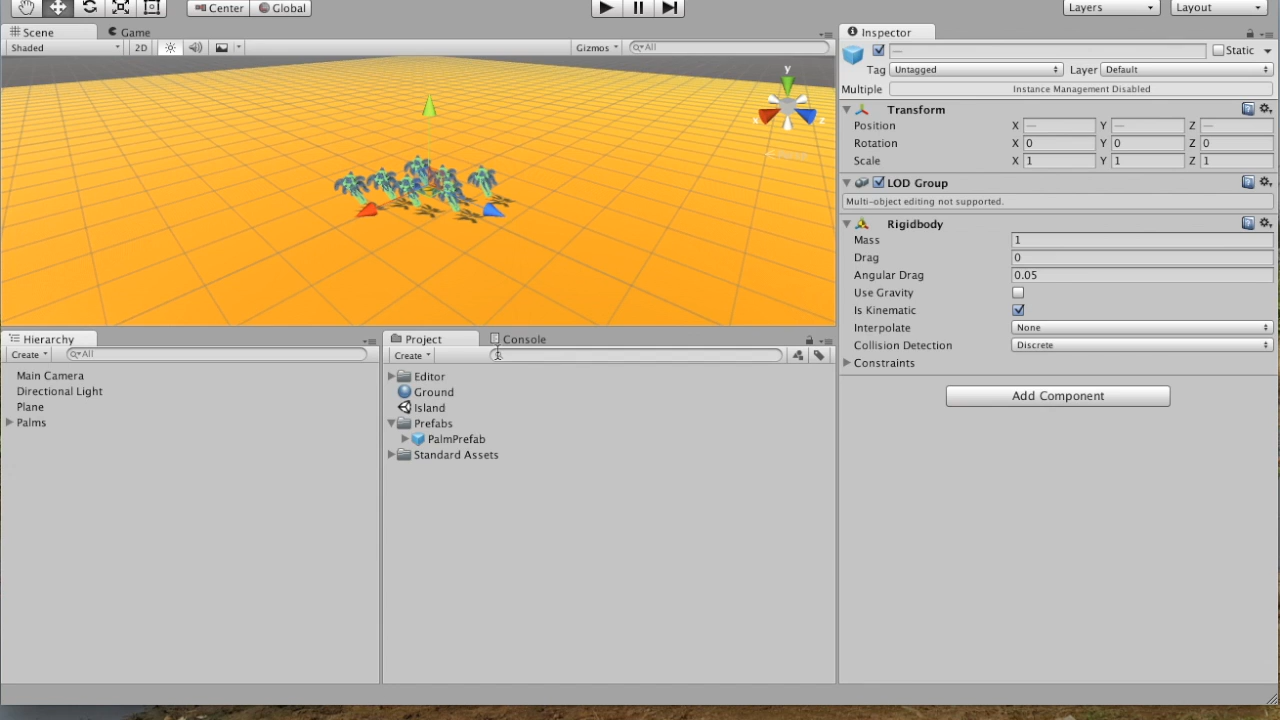 Center Global Layers Layout
Scene Game
Shaded 2D Gizmos All
y
x z
Inspector
—
Static
Tag Untagged Layer Default
Multiple Instance Management Disabled
Transform
Position X — Y — Z —
Rotation X 0 Y 0 Z 0
Scale X 1 Y 1 Z 1
LOD Group
Multi-object editing not supported.
Rigidbody
Mass 1
Drag 0
Angular Drag 0.05
Use Gravity
Is Kinematic
Interpolate None
Collision Detection Discrete
Constraints
Add Component
Hierarchy
Create All
Main Camera
Directional Light
Plane
Palms
Project Console
Create
Editor
Ground
Island
Prefabs
PalmPrefab
Standard Assets